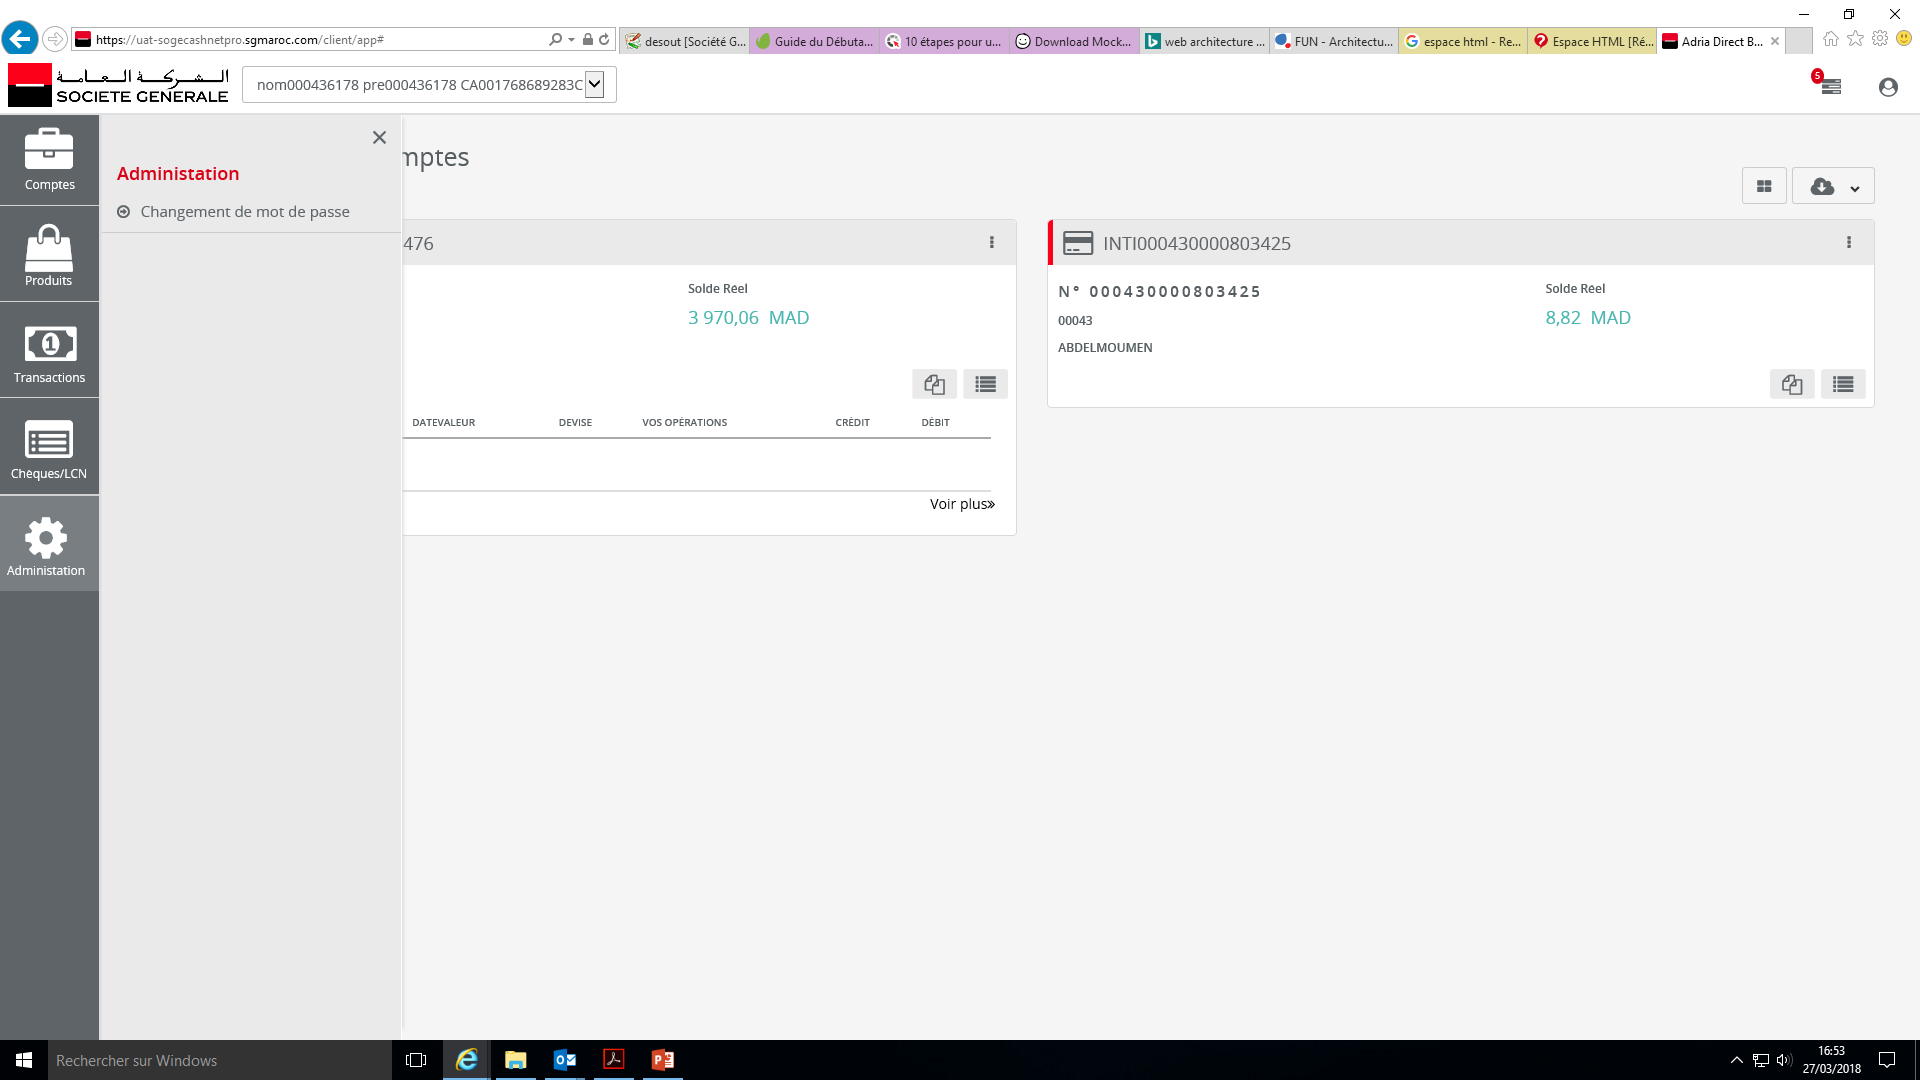 https://uat-sogecashnetpro.sgmaroc.com/client/app#
desout [Société G...
Guide du Débuta...
10 étapes pour u...
Download Mock...
web architecture ...
FUN - Architectu...
espace html - Re...
Espace HTML [Ré...
Adria Direct B...
الشركة العامة
SOCIETE GENERALE
nom000436178 pre000436178 CA001768689283C
5
Comptes
Produits
1
Transactions
Chèques/LCN
Administation
Administation
Changement de mot de passe
mptes
476
Solde Réel
3 970,06 MAD
DATEVALEUR
DEVISE
VOS OPÉRATIONS
CRÉDIT
DÉBIT
Voir plus»
INTI000430000803425
N° 000430000803425
00043
ABDELMOUMEN
Solde Réel
8,82 MAD
Rechercher sur Windows
16:53
27/03/2018